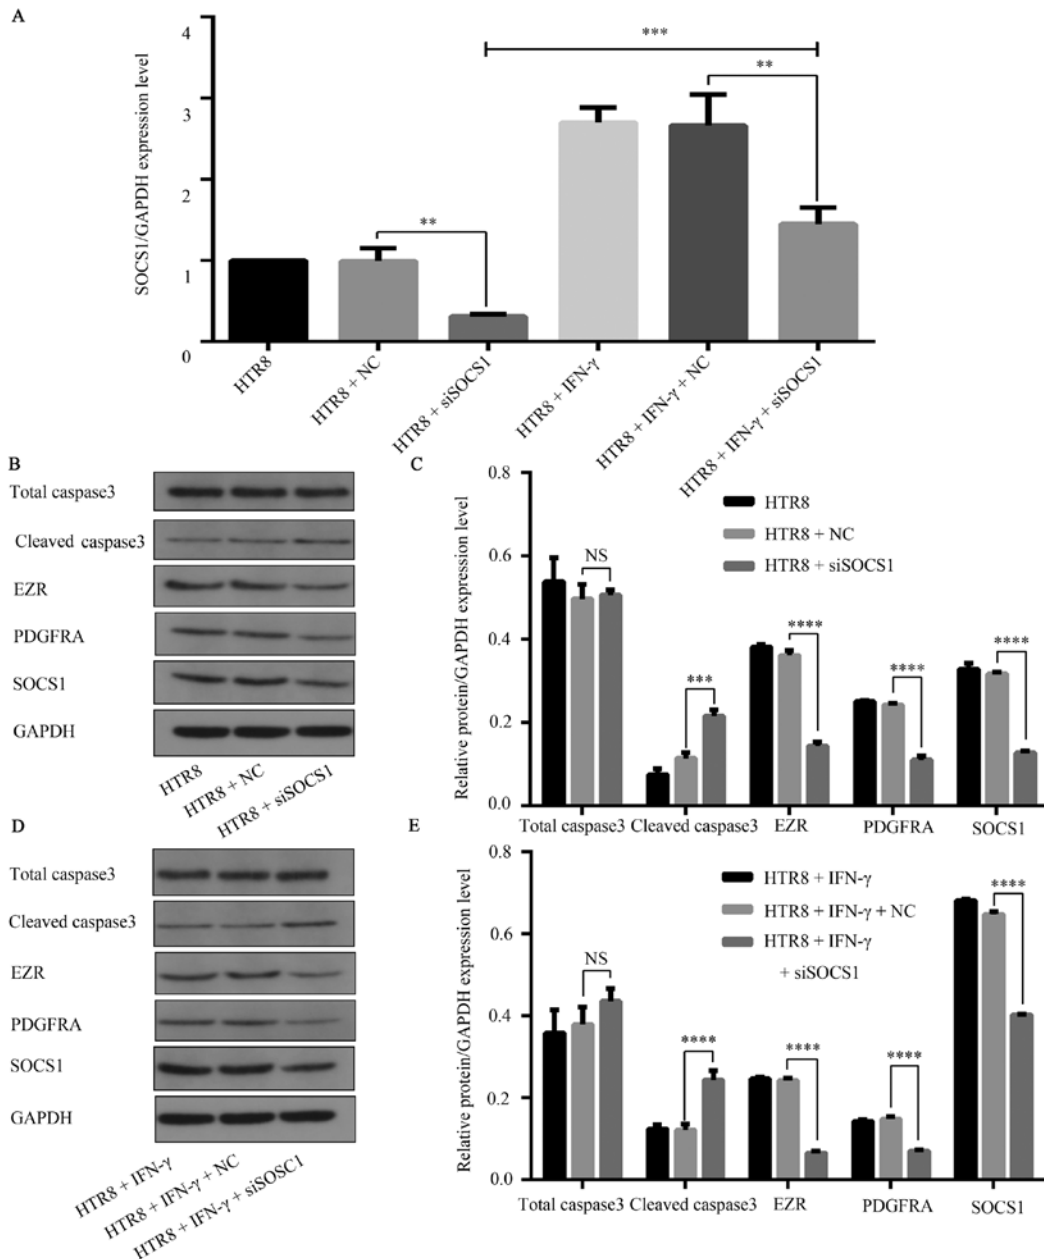 A
SOCS1/GAPDH expression level
4
3
2
1
0
**
***
**
HTR8
HTR8 + NC
HTR8 + siSOCS1
HTR8 + IFN-γ
HTR8 + IFN-γ + NC
HTR8 + IFN-γ + siSOCS1
B
Total caspase3
Cleaved caspase3
EZR
PDGFRA
SOCS1
GAPDH
HTR8
HTR8 + NC
HTR8 + siSOCS1
C
Relative protein/GAPDH expression level
0.8
0.6
0.4
0.2
0.0
HTR8
HTR8 + NC
HTR8 + siSOCS1
NS
***
****
****
****
Total caspase3
Cleaved caspase3
EZR
PDGFRA
SOCS1
D
Total caspase3
Cleaved caspase3
EZR
PDGFRA
SOCS1
GAPDH
HTR8 + IFN-γ
HTR8 + IFN-γ + NC
HTR8 + IFN-γ + siSOSC1
E
Relative protein/GAPDH expression level
0.8
0.6
0.4
0.2
0.0
HTR8 + IFN-γ
HTR8 + IFN-γ + NC
HTR8 + IFN-γ
+ siSOCS1
NS
****
****
****
****
Total caspase3
Cleaved caspase3
EZR
PDGFRA
SOCS1